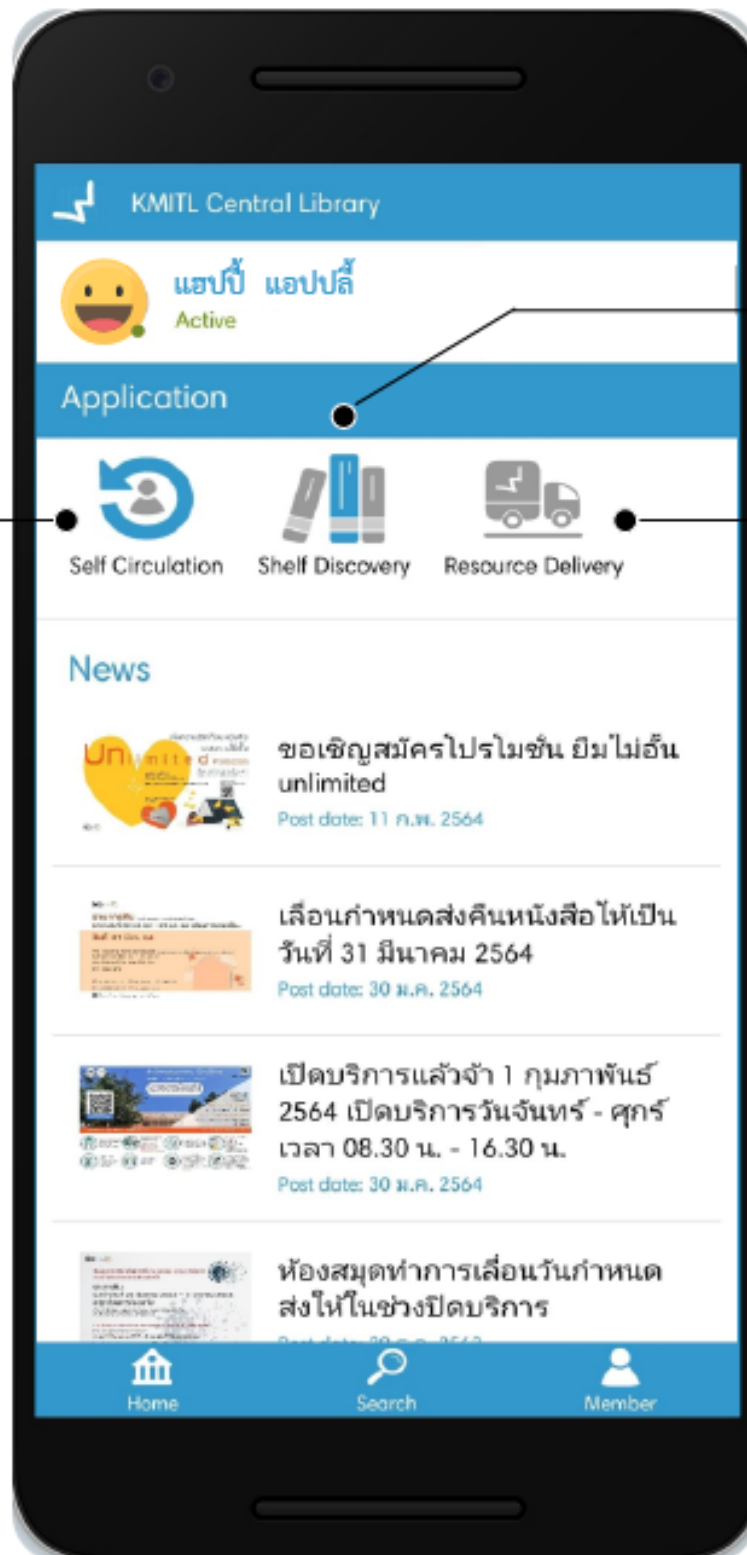 KMITL Central Library
แฮปปี้ แอปปลี้
Active
Application
Self Circulation
Shelf Discovery
Resource Delivery
News
Unlimited
ขอเชิญสมัครโปรโมชั่น ยืมไม่อั้น
unlimited
Post date: 11 ก.พ. 2564
เลื่อนกำหนดส่งคืนหนังสือให้เป็น
วันที่ 31 มีนาคม 2564
Post date: 30 ม.ค. 2564
เปิดบริการแล้วจ้า 1 กุมภาพันธ์
2564 เปิดบริการวันจันทร์ - ศุกร์
เวลา 08.30 น. - 16.30 น.
Post date: 30 ม.ค. 2564
ห้องสมุดทำการเลื่อนวันกำหนด
ส่งให้ในช่วงปิดบริการ
Home
Search
Member